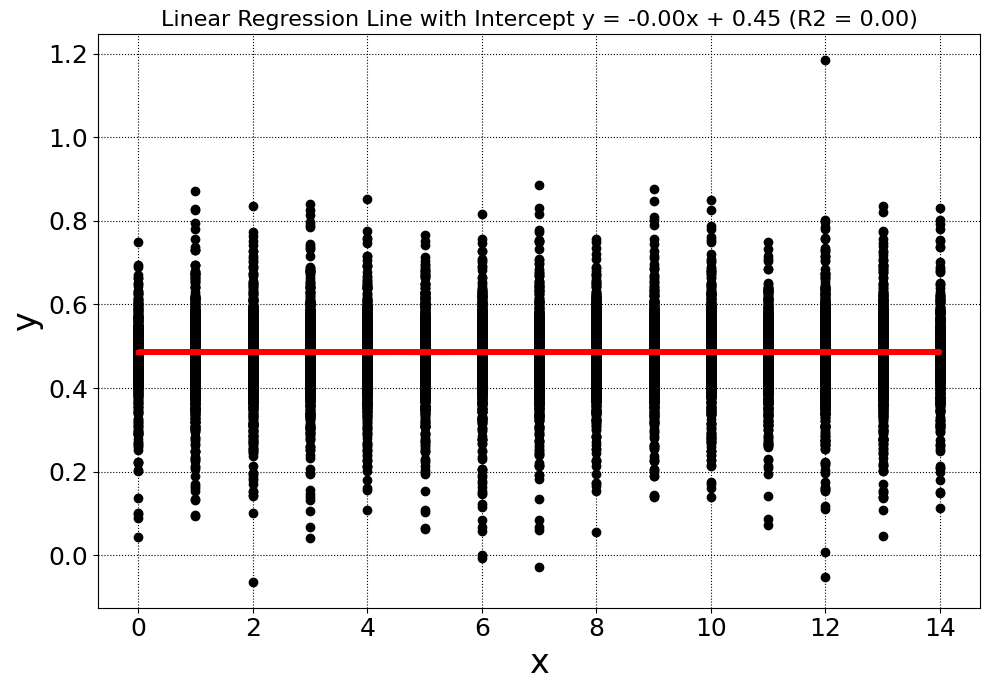 Linear Regression Line with Intercept y = -0.00x + 0.45 (R2 = 0.00)
1.2
1.0
0.8
0.6
0.4
0.2
0.0
y
0 2 4 6 8 10 12 14
x